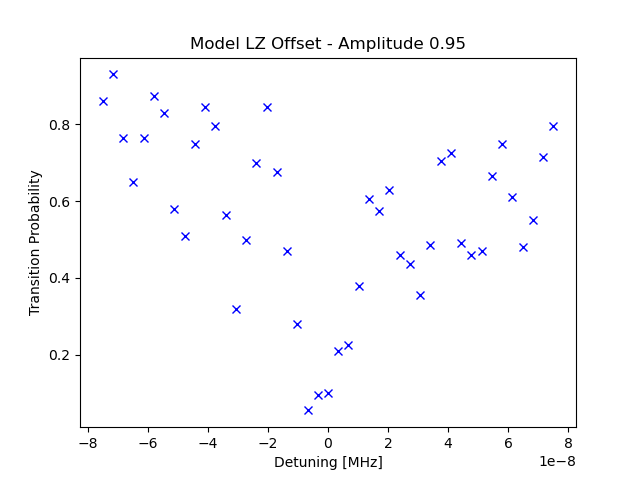 Model LZ Offset - Amplitude 0.95
Transition Probability
0.8
0.6
0.4
0.2
−8 −6 −4 −2 0 2 4 6 8
1e−8
Detuning [MHz]